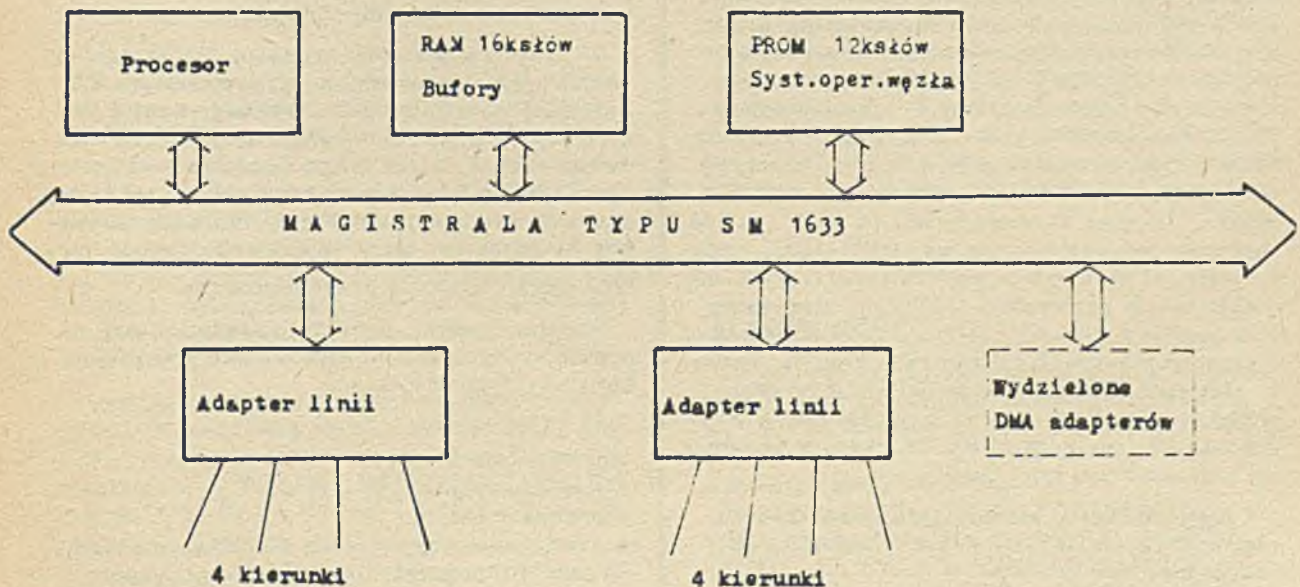 Procesor
RAM 16ksłów
Bufory
PROM 12ksłów
Syst.oper.węzła
MAGISTRALA TYPU SM 1633
Adapter linii
Adapter linii
Wydzielone
DMA adapterów
4 kierunki
4 kierunki